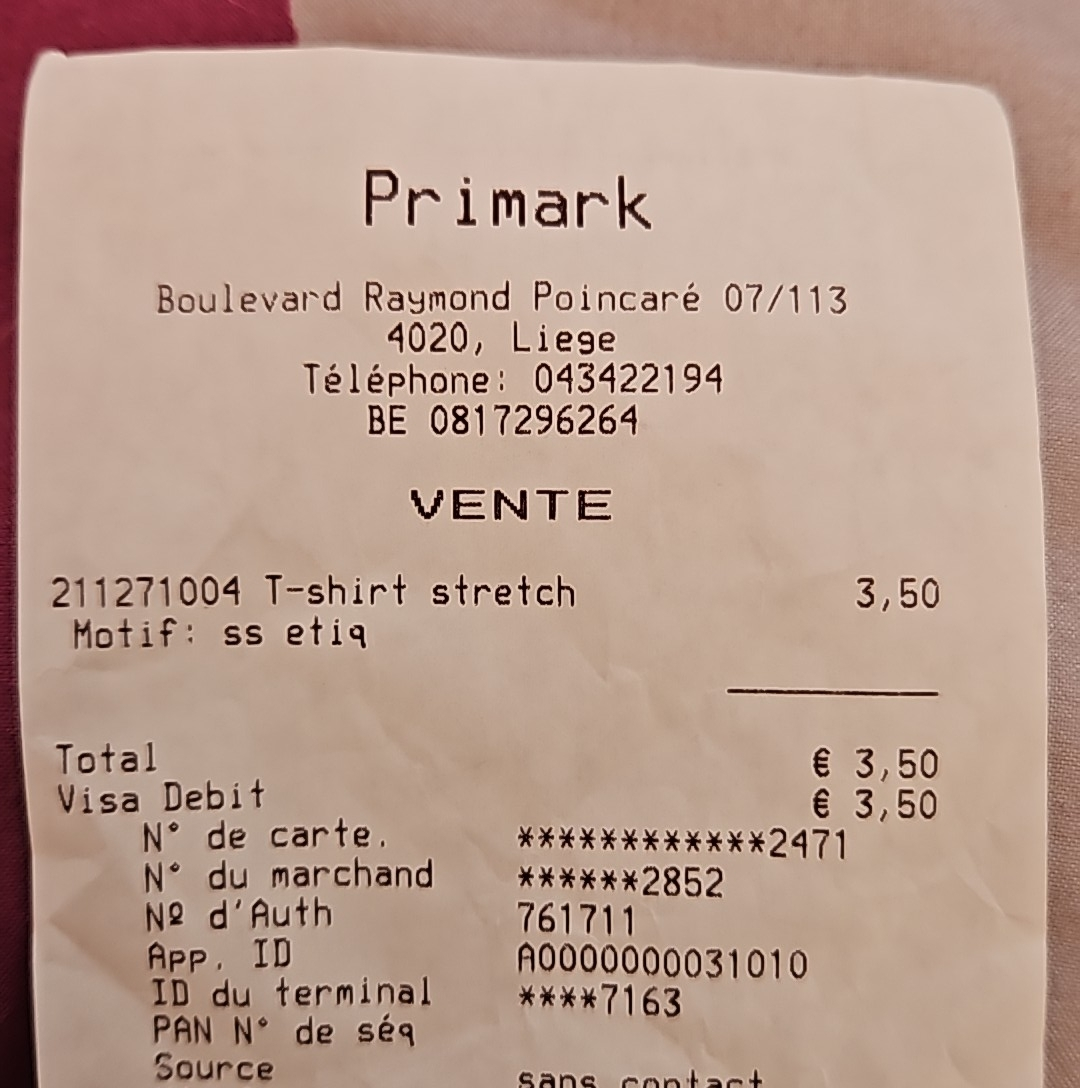 Primark
Boulevard Raymond Poincaré 07/113
4020, Liege
Téléphone: 043422194
BE 0817296264
VENTE
211271004 T-shirt stretch 3,50
Motif: ss etiq
Total € 3,50
Visa Debit € 3,50
N° de carte. ************2471
N° du marchand ******2852
Nº d'Auth 761711
App. ID A0000000031010
ID du terminal ****7163
PAN N° de séq
Source sans contact